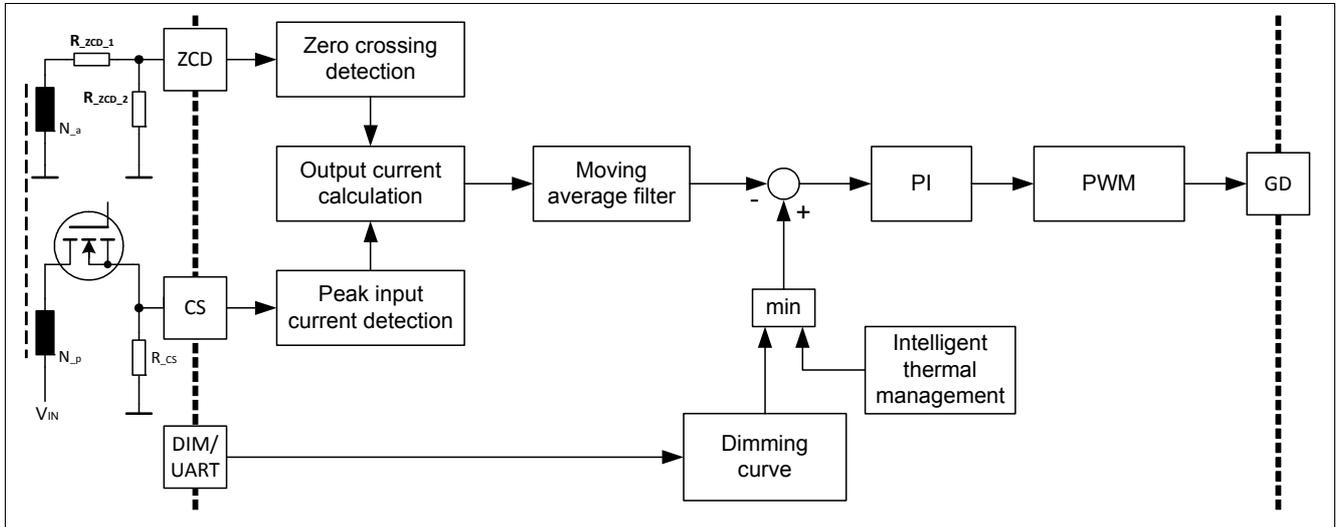 R_ZCD_1
ZCD
Zero crossing
detection
R_ZCD_2
N_a
Output current
calculation
Moving
average filter
-
+
PI
PWM
GD
CS
Peak input
current detection
min
N_p
R_CS
Intelligent
thermal
management
VIN
DIM/
UART
Dimming
curve